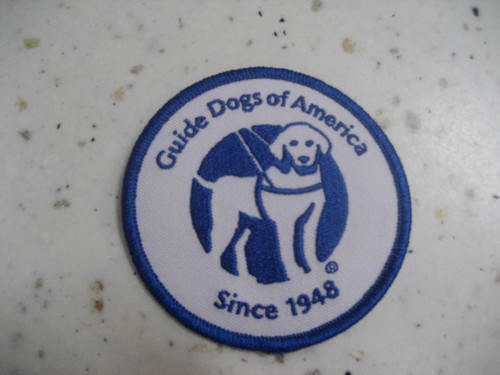 Guide Dogs of America
®
Since 1948